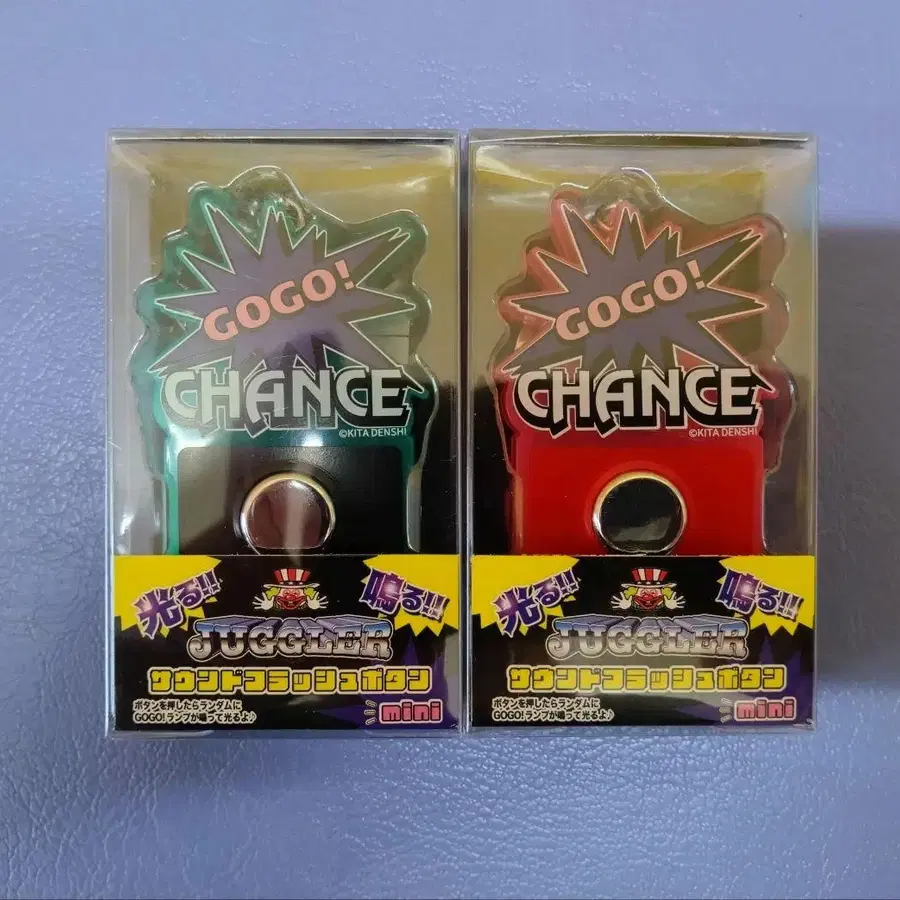 GOGO!
CHANCE
©KITA DENSHI
光る!!
鳴る!!
JUGGLER
サウンドフラッシュボタン
ボタンを押したらランダムに
GOGO!ランプが鳴って光るよ♪
mini
GOGO!
CHANCE
©KITA DENSHI
光る!!
鳴る!!
JUGGLER
サウンドフラッシュボタン
ボタンを押したらランダムに
GOGO!ランプが鳴って光るよ♪
mini